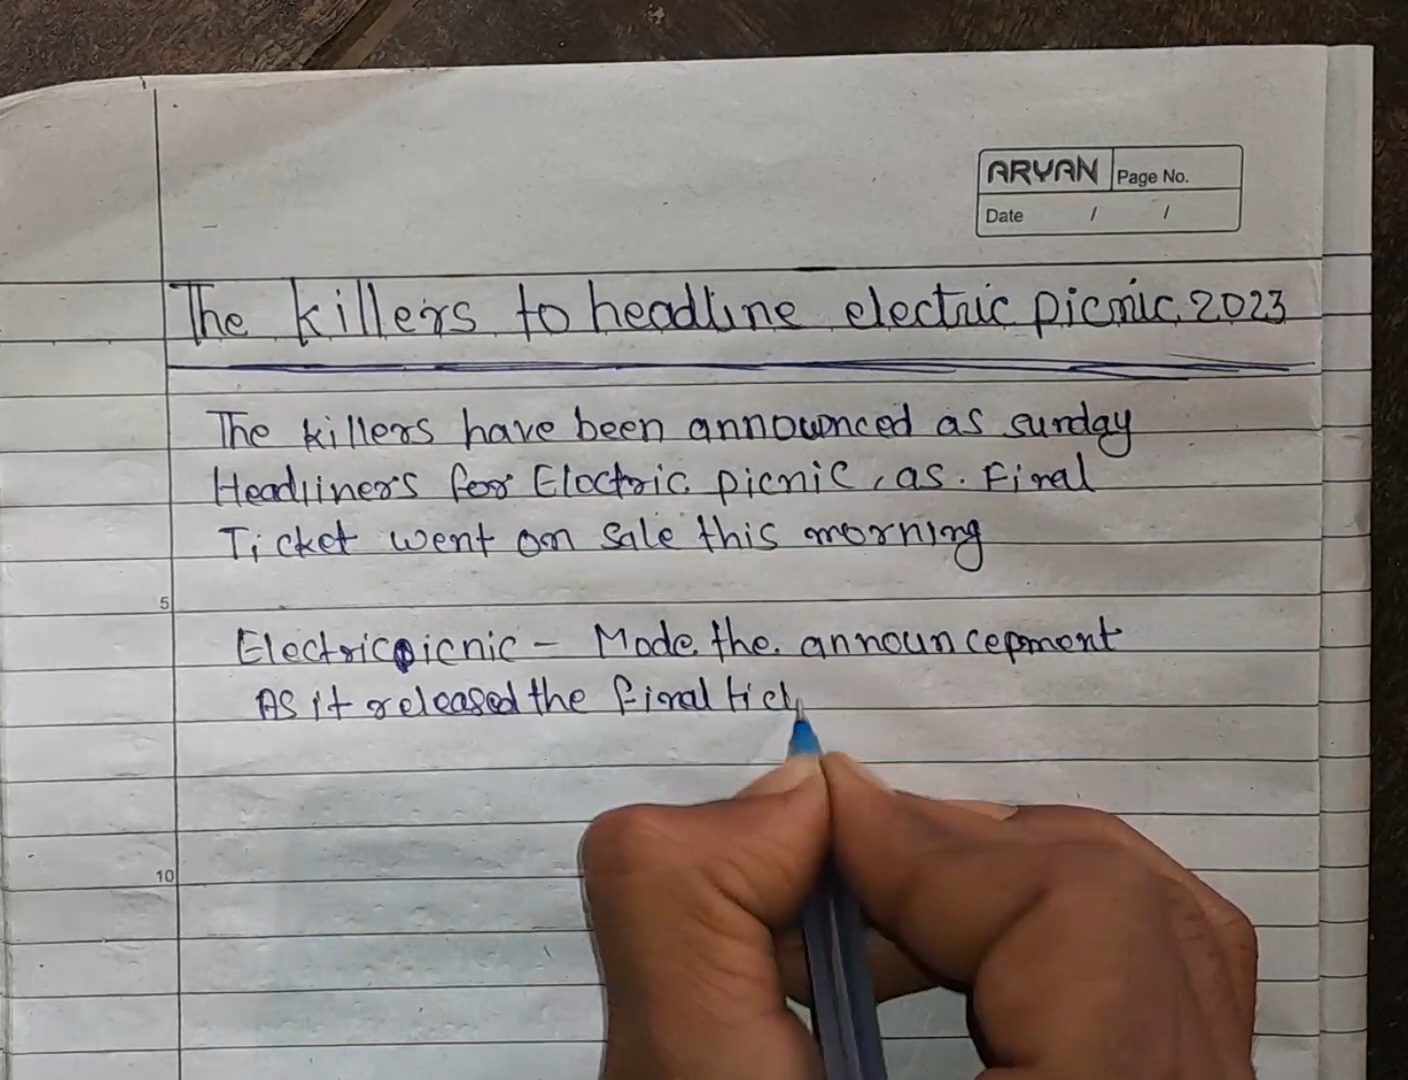 ARYAN Page No.
Date / /
The killers to headline electric picnic 2023
The killers have been announced as sunday
Headliners for Electric picnic, as. Final
Ticket went on sale this morning
5
Electricpicnic - Made the. announcepment
As it released the final tick
10